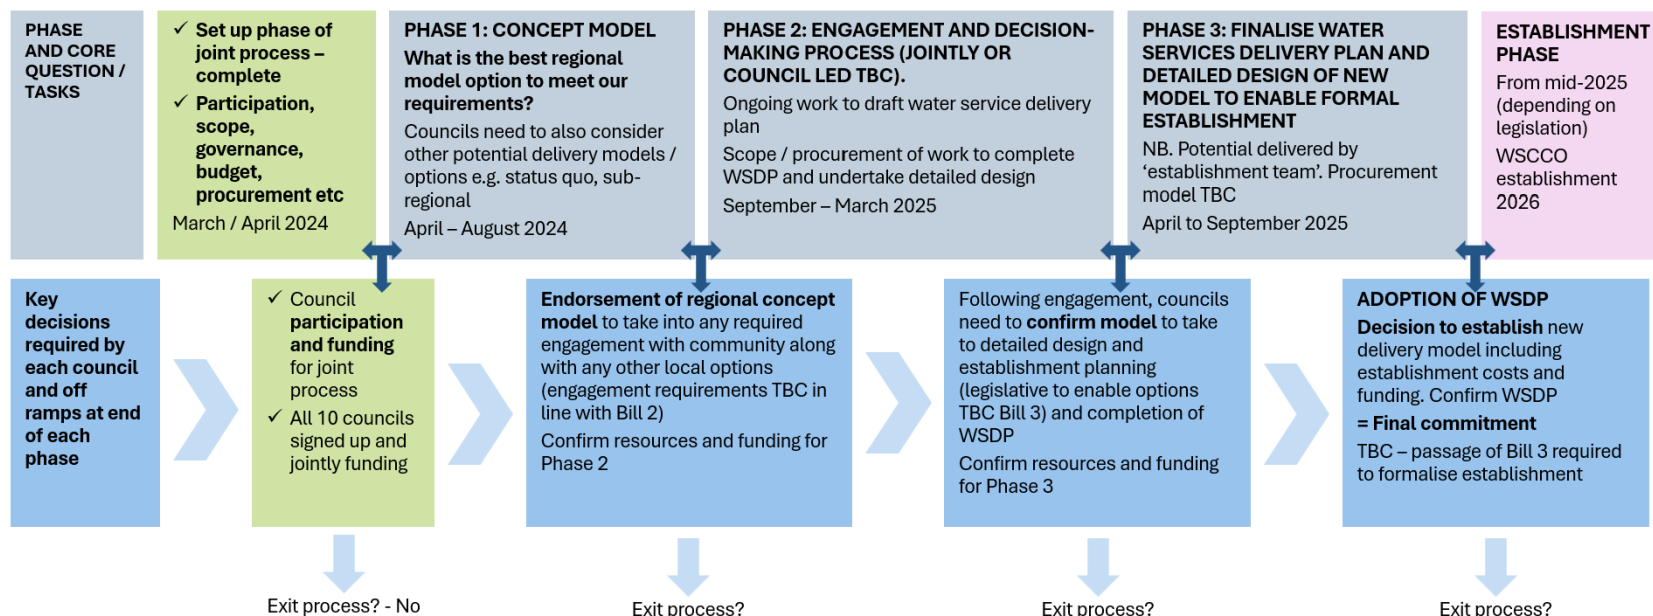 PHASE
AND CORE
QUESTION /
TASKS
✓ Set up phase of
joint process –
complete
✓ Participation,
scope,
governance,
budget,
procurement etc
March / April 2024
PHASE 1: CONCEPT MODEL
What is the best regional
model option to meet our
requirements?
Councils need to also consider
other potential delivery models /
options e.g. status quo, sub-
regional
April – August 2024
PHASE 2: ENGAGEMENT AND DECISION-
MAKING PROCESS (JOINTLY OR
COUNCIL LED TBC).
Ongoing work to draft water service delivery
plan
Scope / procurement of work to complete
WSDP and undertake detailed design
September – March 2025
PHASE 3: FINALISE WATER
SERVICES DELIVERY PLAN AND
DETAILED DESIGN OF NEW
MODEL TO ENABLE FORMAL
ESTABLISHMENT
NB. Potential delivered by
‘establishment team’. Procurement
model TBC
April to September 2025
ESTABLISHMENT
PHASE
From mid-2025
(depending on
legislation)
WSCCO
establishment
2026
Key
decisions
required by
each council
and off
ramps at end
of each
phase
✓ Council
participation
and funding
for joint
process
✓ All 10 councils
signed up and
jointly funding
Endorsement of regional concept
model to take into any required
engagement with community along
with any other local options
(engagement requirements TBC in
line with Bill 2)
Confirm resources and funding for
Phase 2
Following engagement, councils
need to confirm model to take
to detailed design and
establishment planning
(legislative to enable options
TBC Bill 3) and completion of
WSDP
Confirm resources and funding
for Phase 3
ADOPTION OF WSDP
Decision to establish new
delivery model including
establishment costs and
funding. Confirm WSDP
= Final commitment
TBC – passage of Bill 3 required
to formalise establishment
Exit process? - No
Exit process?
Exit process?
Exit process?